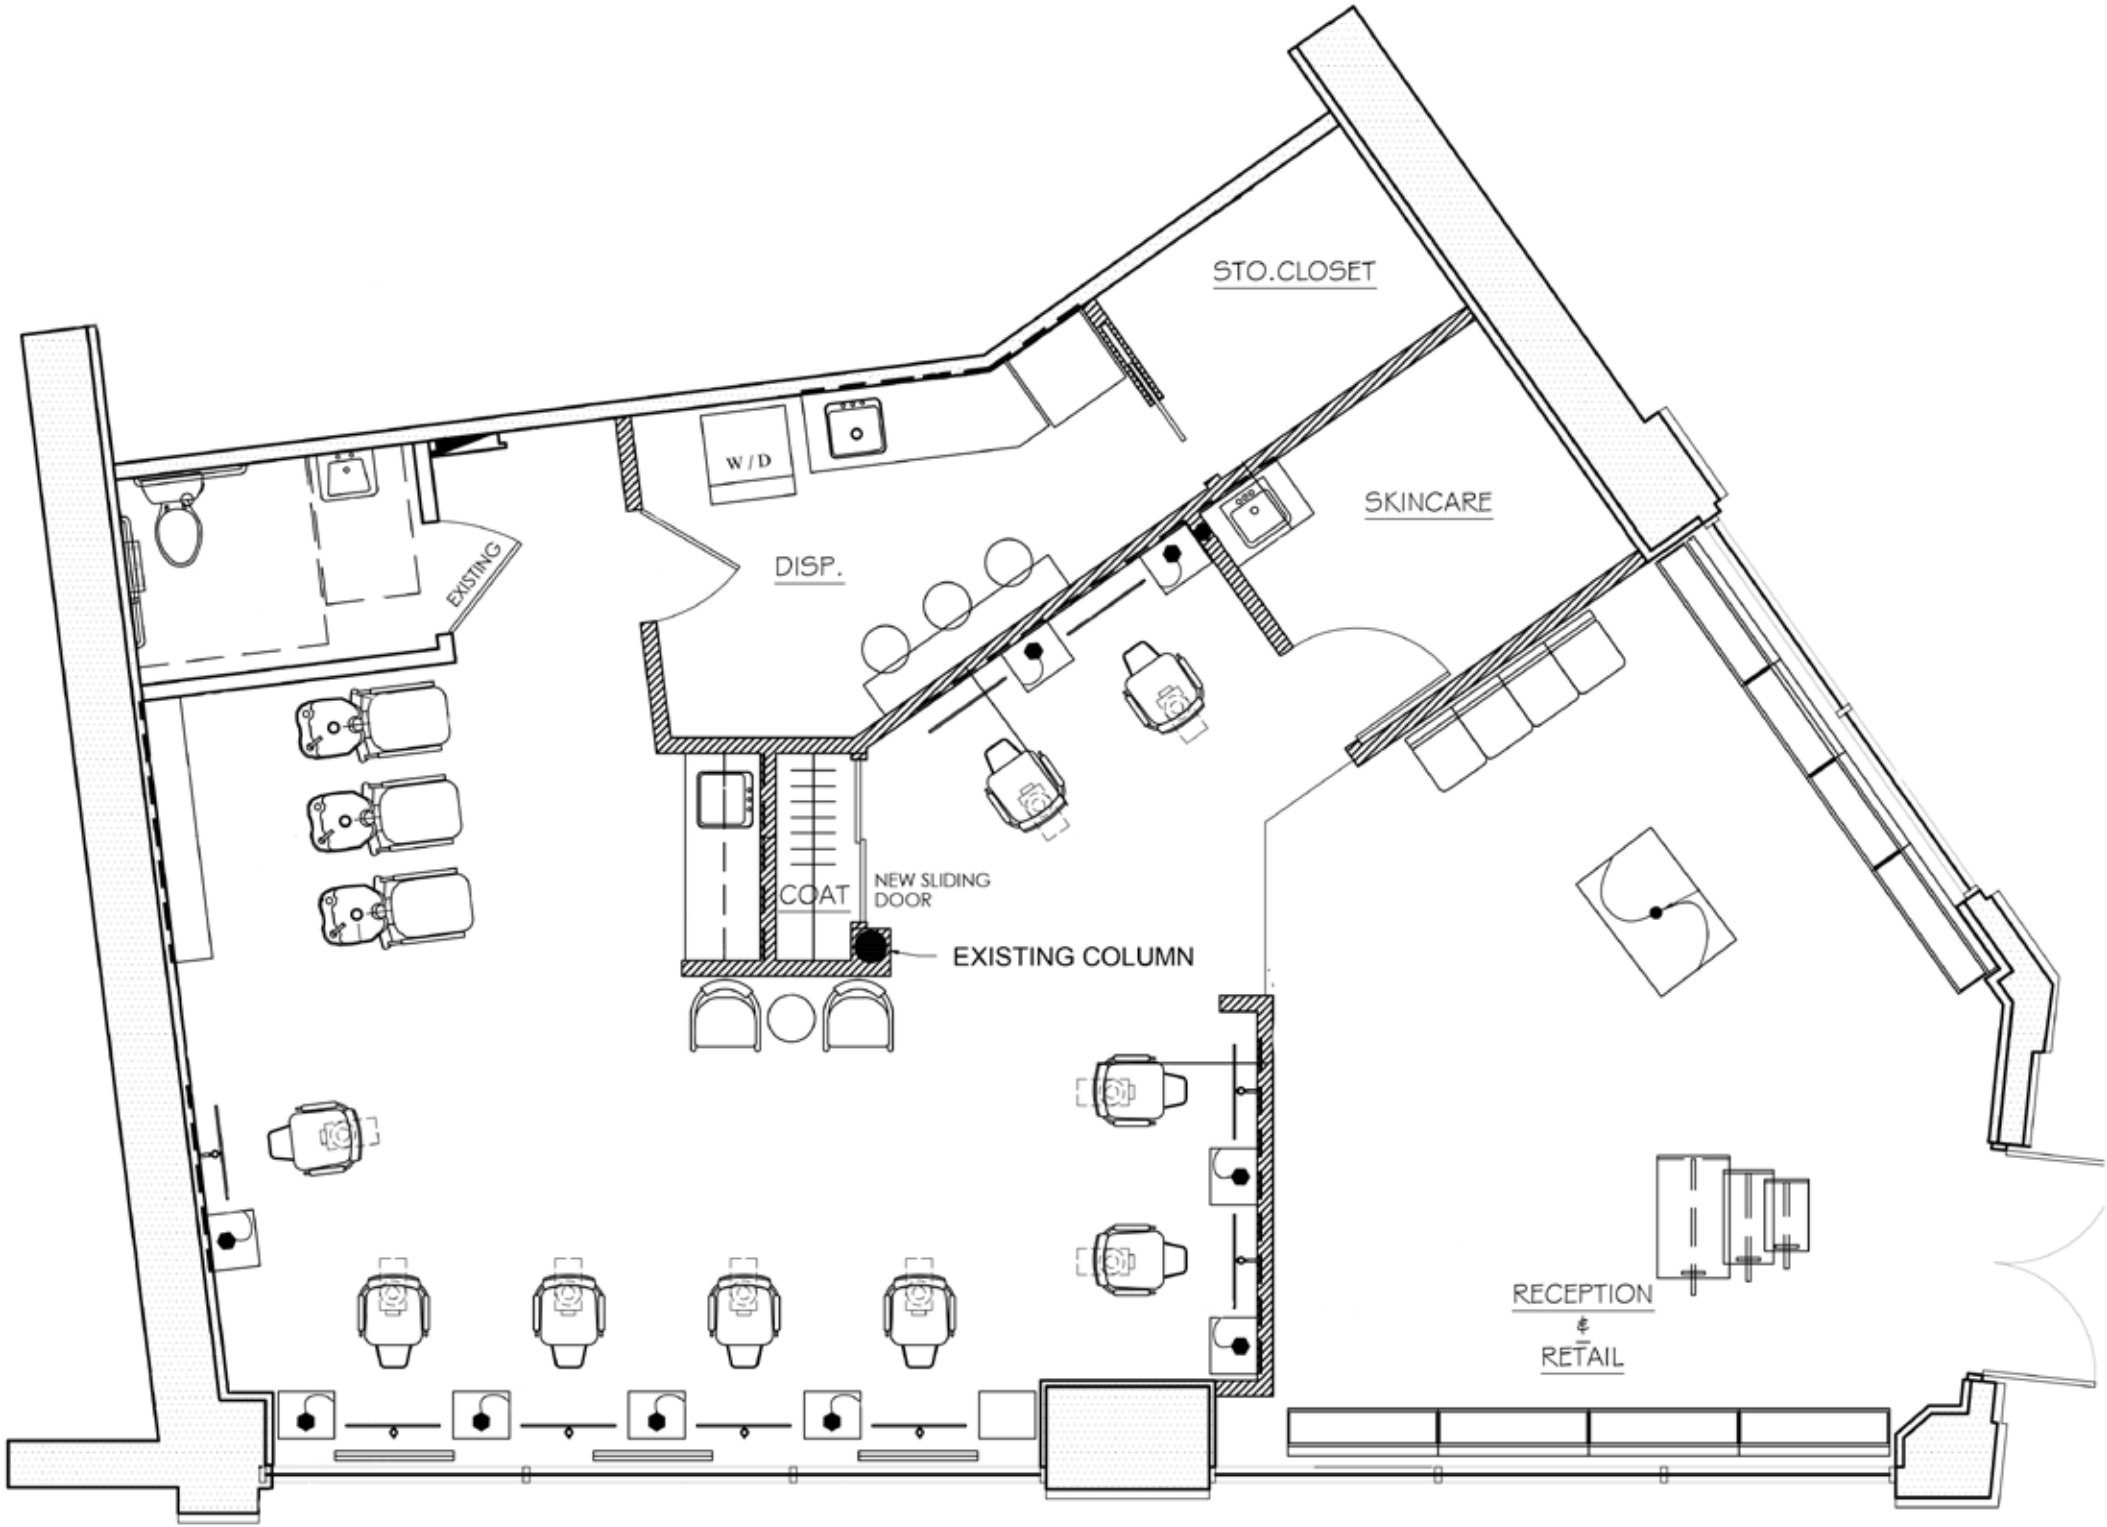 STO.CLOSET
W/D
SKINCARE
EXISTING
DISP.
COAT
NEW SLIDING
DOOR
EXISTING COLUMN
RECEPTION
&
RETAIL